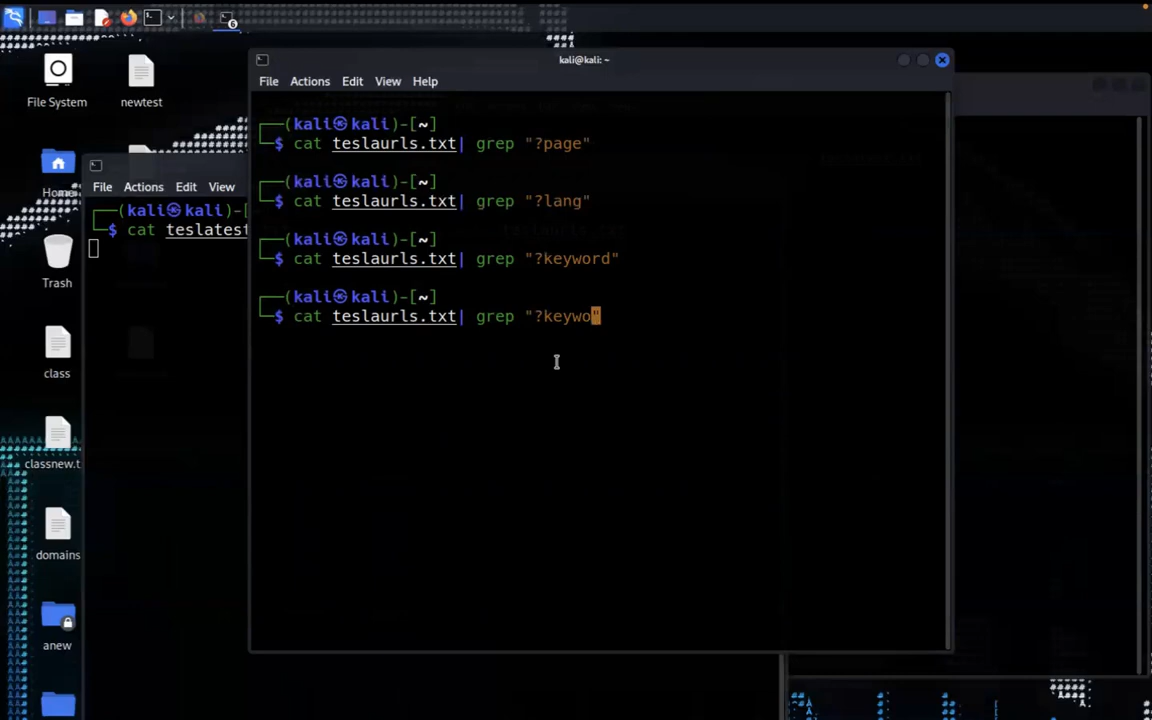 6
kali@kali: ~
File Actions Edit View Help
┌──(kali㉿kali)-[~]
└─$ cat teslaurls.txt| grep "?page"
┌──(kali㉿kali)-[~]
└─$ cat teslaurls.txt| grep "?lang"
┌──(kali㉿kali)-[~]
└─$ cat teslaurls.txt| grep "?keyword"
┌──(kali㉿kali)-[~]
└─$ cat teslaurls.txt| grep "?keywo"
File Actions Edit View
┌──(kali㉿kali)-[
└─$ cat teslatest
File System
newtest
Home
Trash
class
classnew.t
domains
anew